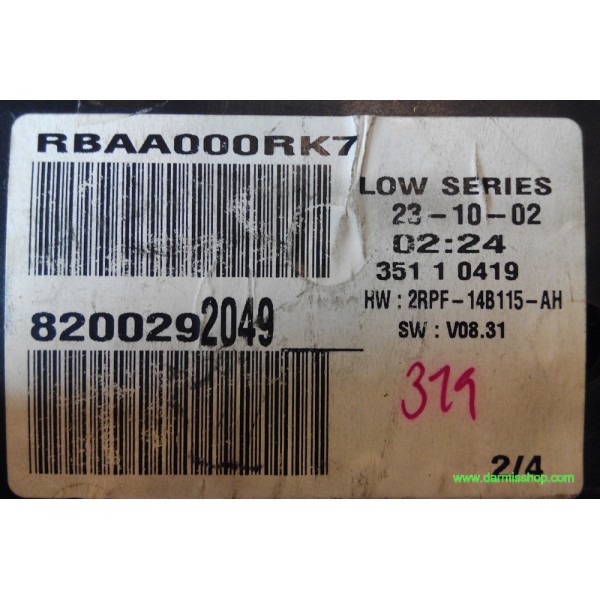 RBAA000RK7
LOW SERIES
23-10-02
02:24
351 1 0419
HW : 2RPF-14B115-AH
8200292049
SW : V08.31
319
2/4
www.darmisshop.com